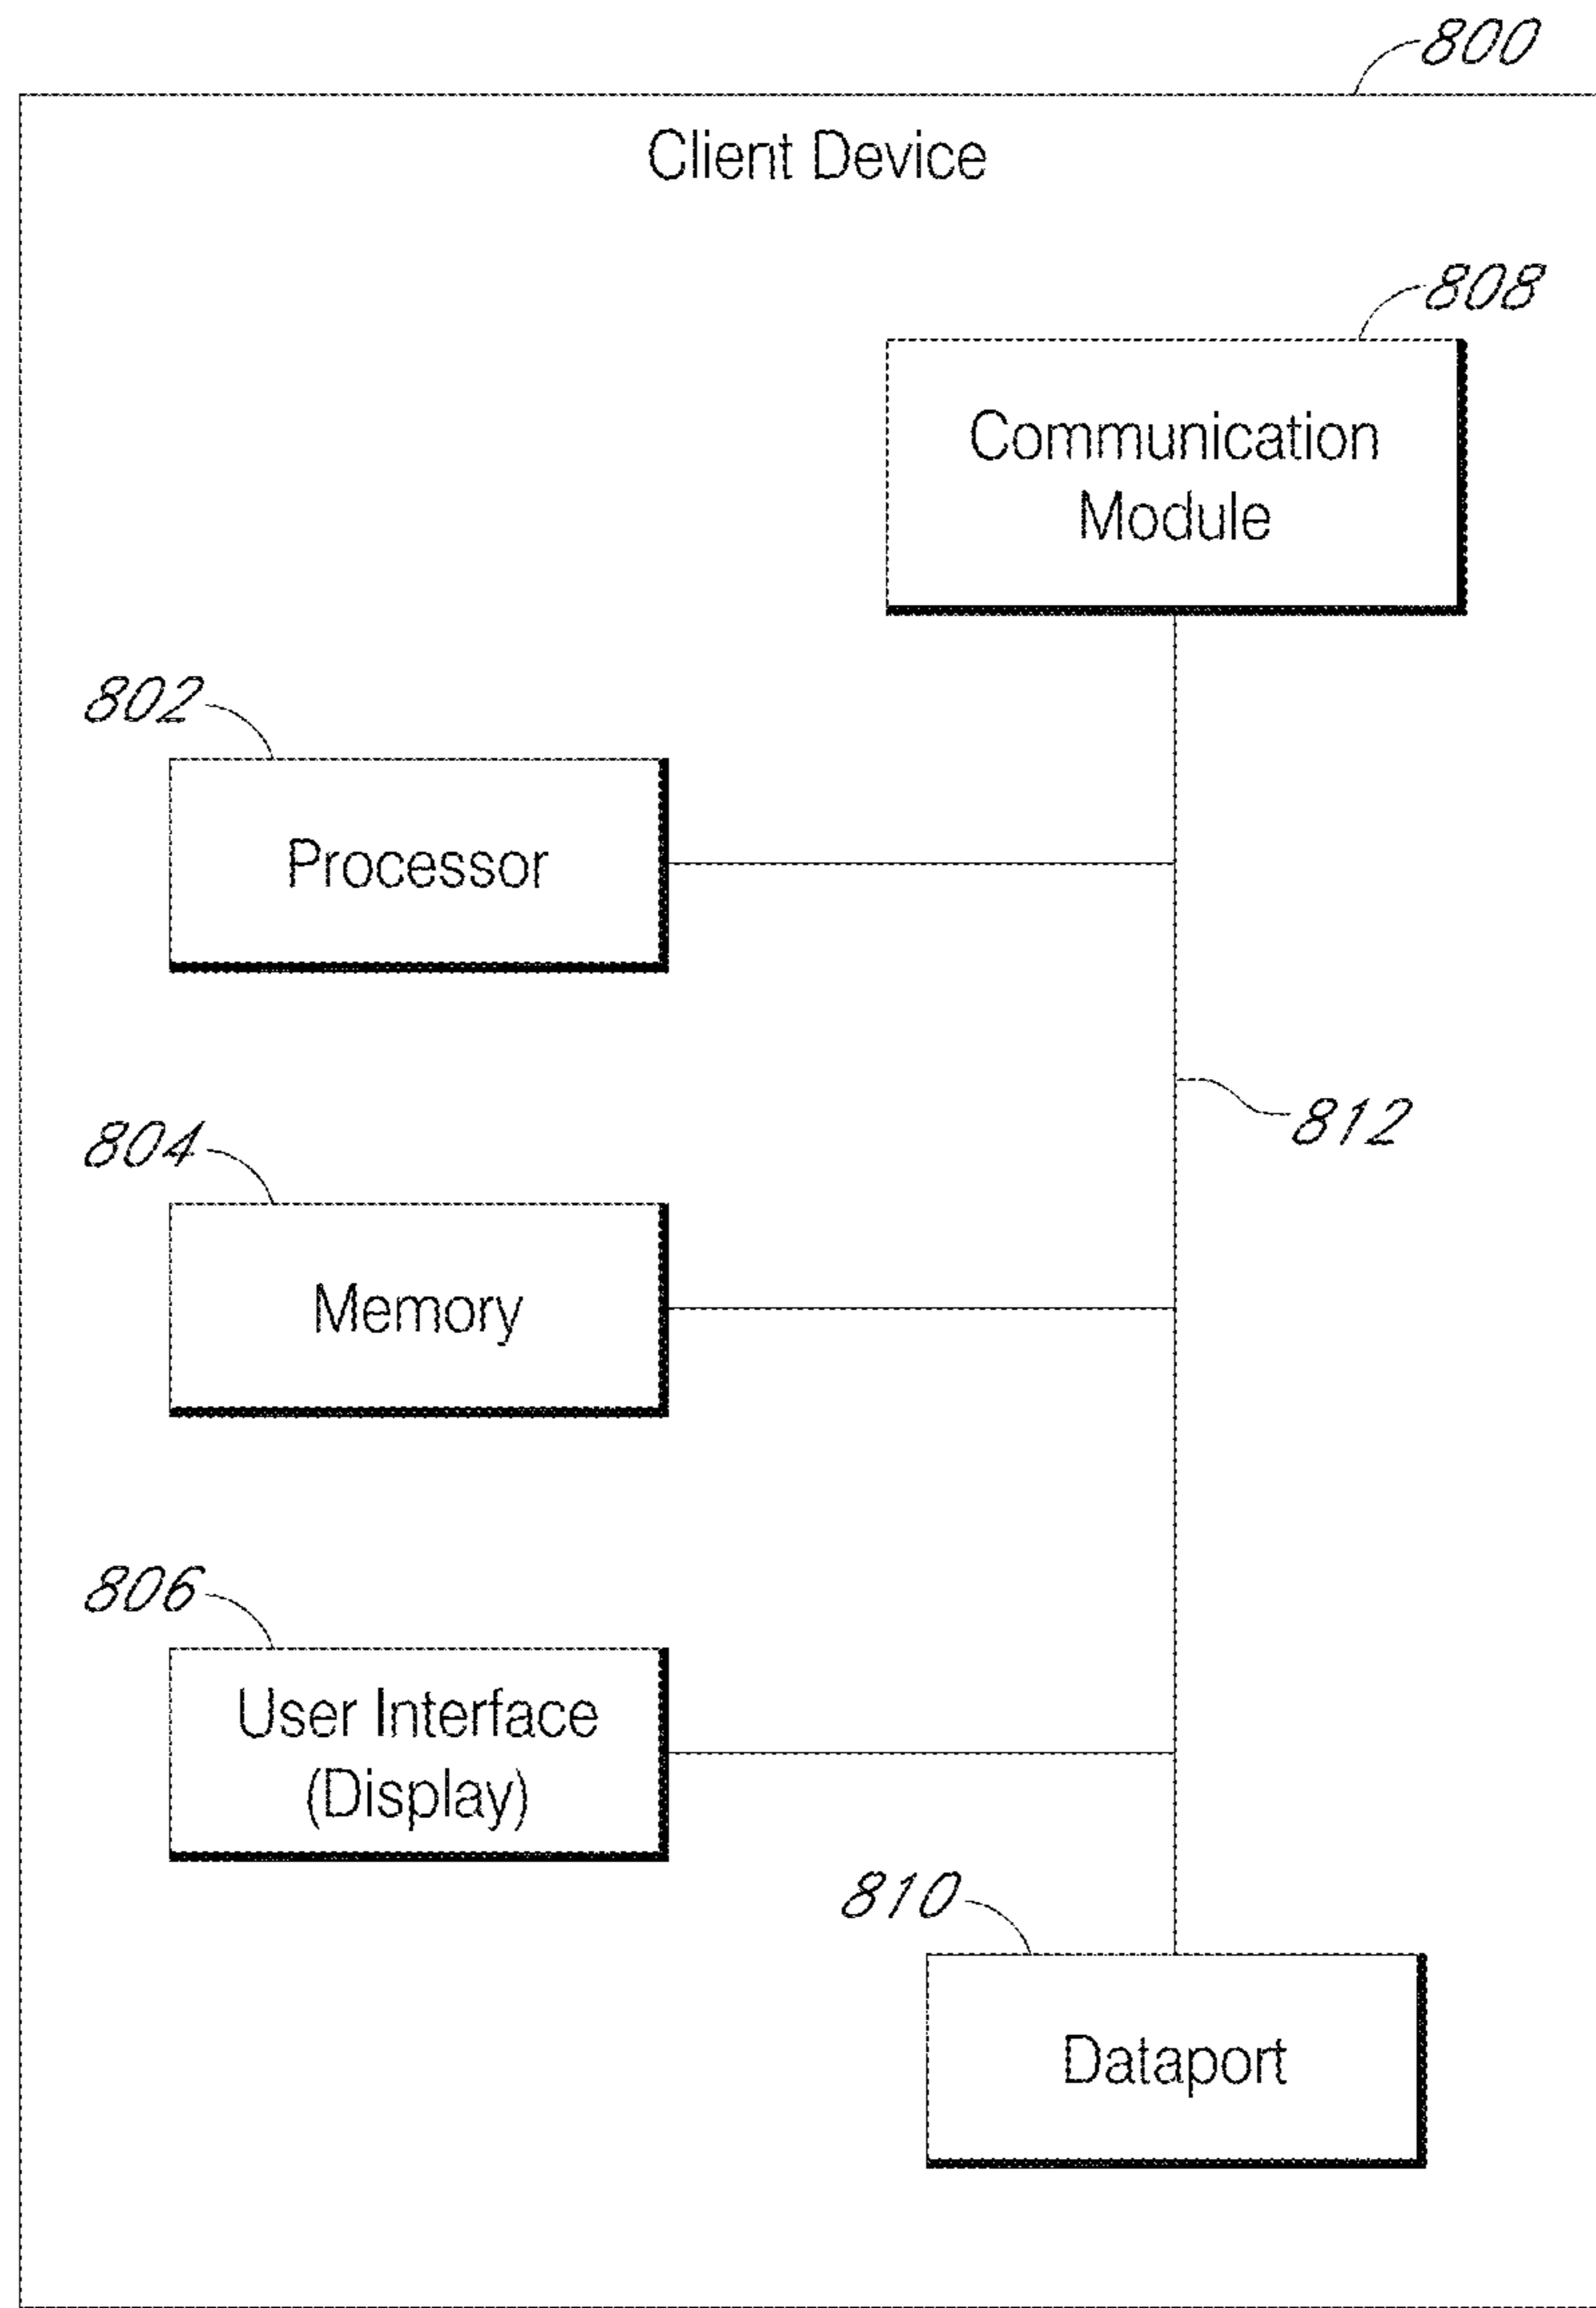 800
Client Device
808
Communication
Module
802
Processor
812
804
Memory
806
User Interface
(Display)
810
Dataport